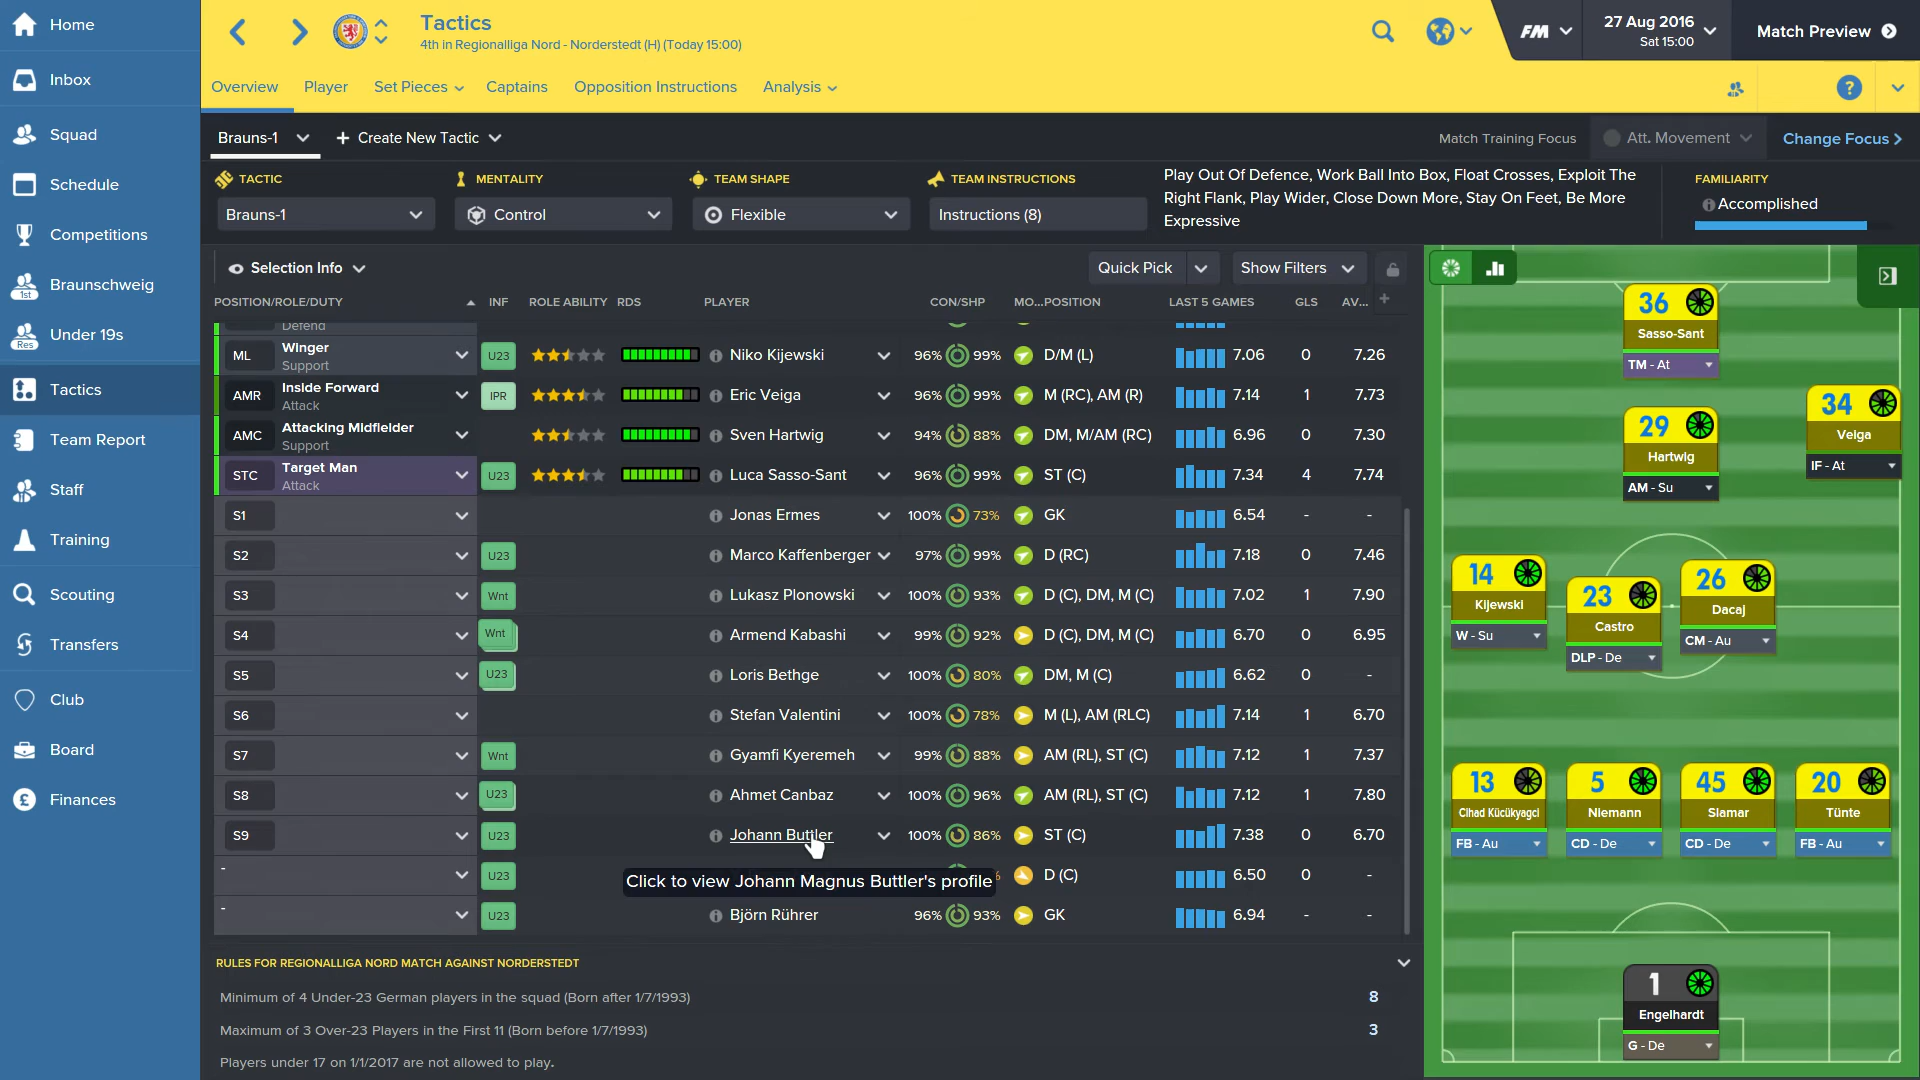 Home
Inbox
Squad
Schedule
Competitions
Braunschweig
1st
Under 19s
Res
Tactics
Team Report
Staff
Training
Scouting
Transfers
Club
Board
Finances
Tactics
4th in Regionalliga Nord - Norderstedt (H) (Today 15:00)
FM
27 Aug 2016
Sat 15:00
Match Preview
Overview Player Set Pieces Captains Opposition Instructions Analysis
?
Brauns-1 + Create New Tactic
Match Training Focus Att. Movement Change Focus >
TACTIC
Brauns-1
MENTALITY
Control
TEAM SHAPE
Flexible
TEAM INSTRUCTIONS
Instructions (8)
Play Out Of Defence, Work Ball Into Box, Float Crosses, Exploit The
Right Flank, Play Wider, Close Down More, Stay On Feet, Be More
Expressive
FAMILIARITY
Accomplished
Selection Info
Quick Pick Show Filters
POSITION/ROLE/DUTY INF ROLE ABILITY RDS PLAYER CON/SHP MO... POSITION LAST 5 GAMES GLS AV... +
Defend
ML Winger Support U23 Niko Kijewski 96% 99% D/M (L) 7.06 0 7.26
AMR Inside Forward Attack IPR Eric Veiga 96% 99% M (RC), AM (R) 7.14 1 7.73
AMC Attacking Midfielder Support Sven Hartwig 94% 88% DM, M/AM (RC) 6.96 0 7.30
STC Target Man Attack U23 Luca Sasso-Sant 96% 99% ST (C) 7.34 4 7.74
S1 Jonas Ermes 100% 73% GK 6.54 - -
S2 U23 Marco Kaffenberger 97% 99% D (RC) 7.18 0 7.46
S3 Wnt Lukasz Plonowski 100% 93% D (C), DM, M (C) 7.02 1 7.90
S4 Wnt Armend Kabashi 99% 92% D (C), DM, M (C) 6.70 0 6.95
S5 U23 Loris Bethge 100% 80% DM, M (C) 6.62 0 -
S6 Stefan Valentini 100% 78% M (L), AM (RLC) 7.14 1 6.70
S7 Wnt Gyamfi Kyeremeh 99% 88% AM (RL), ST (C) 7.12 1 7.37
S8 U23 Ahmet Canbaz 100% 96% AM (RL), ST (C) 7.12 1 7.80
S9 U23 Johann Buttler 100% 86% ST (C) 7.38 0 6.70
- U23 D (C) 6.50 0 -
Click to view Johann Magnus Buttler's profile
- U23 Björn Rührer 96% 93% GK 6.94 - -
RULES FOR REGIONALLIGA NORD MATCH AGAINST NORDERSTEDT
Minimum of 4 Under-23 German players in the squad (Born after 1/7/1993) 8
Maximum of 3 Over-23 Players in the First 11 (Born before 1/7/1993) 3
Players under 17 on 1/1/2017 are not allowed to play.
36
Sasso-Sant
TM - At
34
Veiga
IF - At
29
Hartwig
AM - Su
14
Kijewski
W - Su
23
Castro
DLP - De
26
Dacaj
CM - Au
13
Cihad Kücükyagci
FB - Au
5
Niemann
CD - De
45
Slamar
CD - De
20
Tünte
FB - Au
1
Engelhardt
G - De